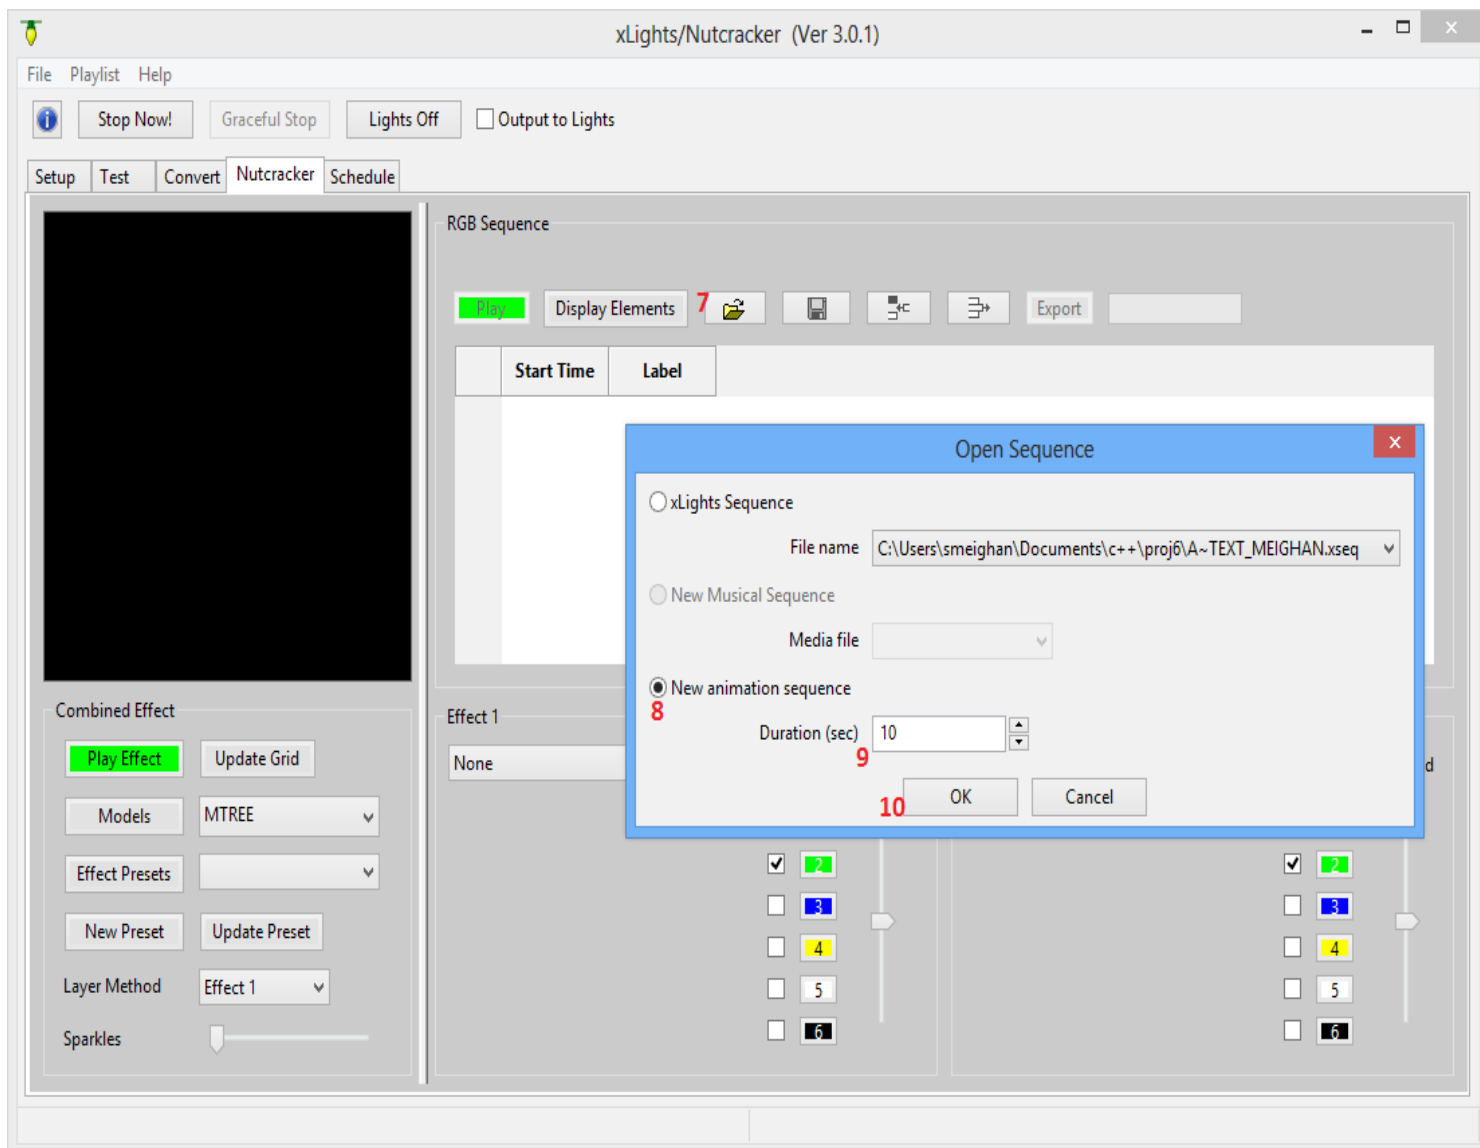 xLights/Nutcracker (Ver 3.0.1)
File Playlist Help
Stop Now! Graceful Stop Lights Off Output to Lights
Setup Test Convert Nutcracker Schedule
RGB Sequence
Play Display Elements 7 Export
Start Time Label
Open Sequence
xLights Sequence
File name C:\Users\smeighan\Documents\c++\proj6\A~TEXT_MEIGHAN.xseq
New Musical Sequence
Media file
New animation sequence
8
Duration (sec) 10
9
10 OK Cancel
Combined Effect
Play Effect Update Grid
Models MTREE
Effect Presets
New Preset Update Preset
Layer Method Effect 1
Sparkles
Effect 1
None
d
2 2
3 3
4 4
5 5
6 6